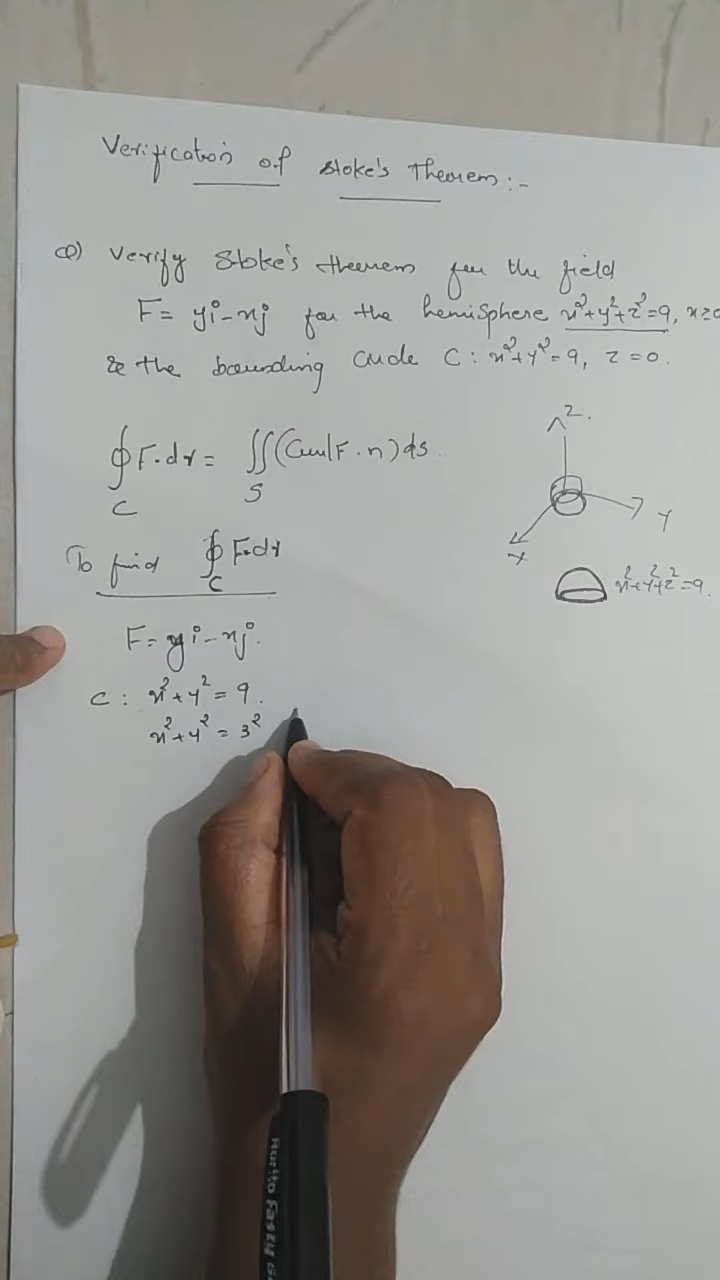 Verification of Stoke's Theorem:-
Q) Verify Stoke's theorem for the field
F = yi - xj for the hemisphere x²+y²+z²=9, x≥0
& the bounding circle C: x²+y²=9, z=0.
∮F.dr = ∬(Curl F.n)ds.
C S
Z.
Y
X
x²+y²+z²=9.
To find ∮F.dr
C
F = yi - xj.
C: x²+y²=9.
x²+y²=3²